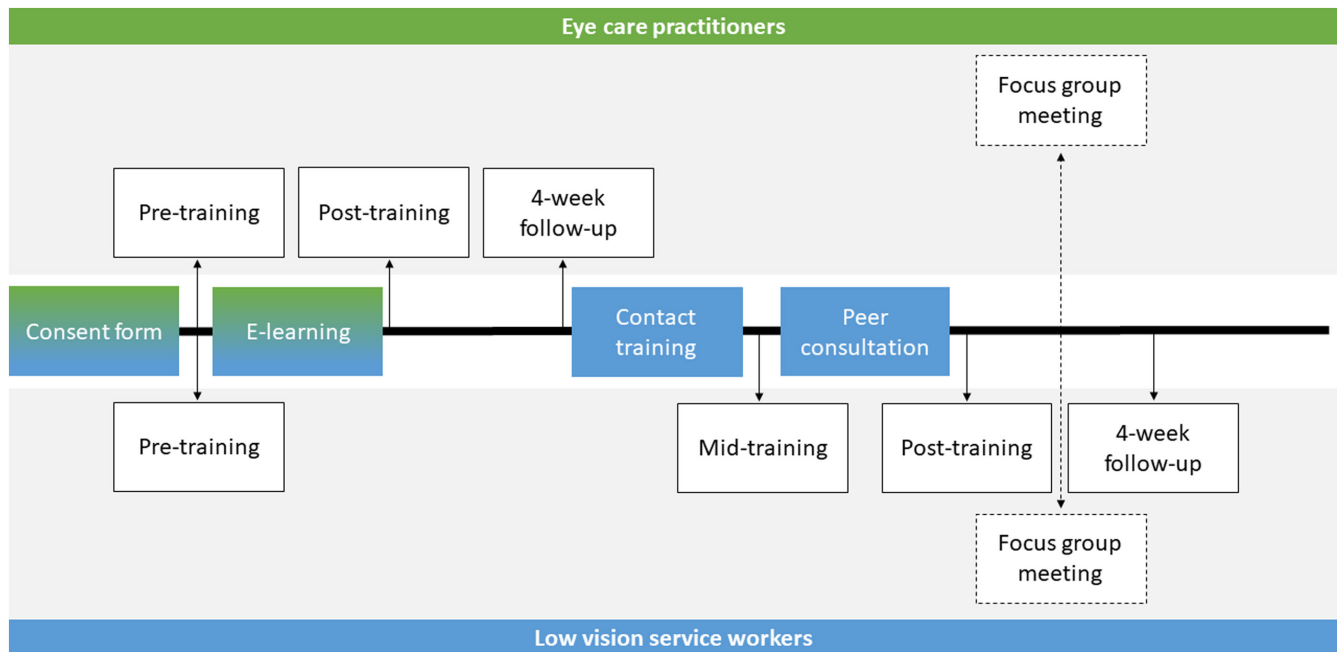 Eye care practitioners
Focus group
meeting
Pre-training
Post-training
4-week
follow-up
Consent form
E-learning
Contact
training
Peer
consultation
Pre-training
Mid-training
Post-training
4-week
follow-up
Focus group
meeting
Low vision service workers